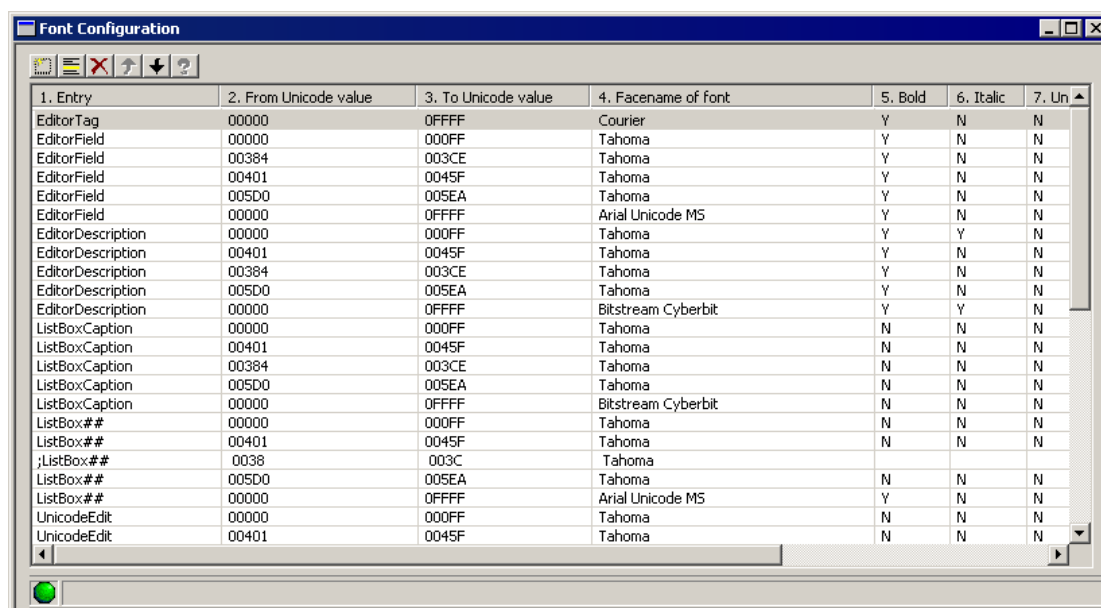 Font Configuration
1. Entry 2. From Unicode value 3. To Unicode value 4. Facename of font 5. Bold 6. Italic 7. Un
EditorTag 00000 0FFFF Courier Y N N
EditorField 00000 000FF Tahoma Y N N
EditorField 00384 003CE Tahoma Y N N
EditorField 00401 0045F Tahoma Y N N
EditorField 005D0 005EA Tahoma Y N N
EditorField 00000 0FFFF Arial Unicode MS Y N N
EditorDescription 00000 000FF Tahoma Y Y N
EditorDescription 00401 0045F Tahoma Y N N
EditorDescription 00384 003CE Tahoma Y N N
EditorDescription 005D0 005EA Tahoma Y N N
EditorDescription 00000 0FFFF Bitstream Cyberbit Y Y N
ListBoxCaption 00000 000FF Tahoma N N N
ListBoxCaption 00401 0045F Tahoma N N N
ListBoxCaption 00384 003CE Tahoma N N N
ListBoxCaption 005D0 005EA Tahoma N N N
ListBoxCaption 00000 0FFFF Bitstream Cyberbit N N N
ListBox## 00000 000FF Tahoma N N N
ListBox## 00401 0045F Tahoma N N N
;ListBox## 0038 003C Tahoma
ListBox## 005D0 005EA Tahoma N N N
ListBox## 00000 0FFFF Arial Unicode MS Y N N
UnicodeEdit 00000 000FF Tahoma N N N
UnicodeEdit 00401 0045F Tahoma N N N